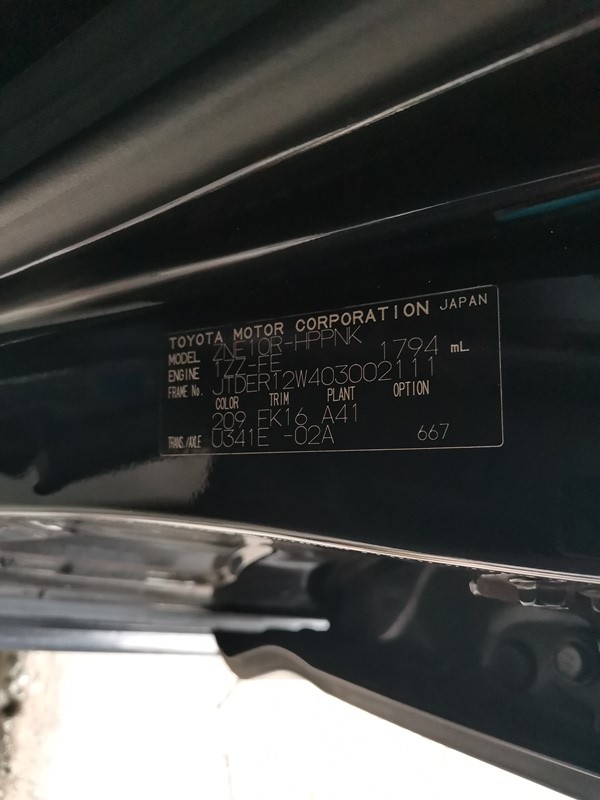 TOYOTA MOTOR CORPORATION JAPAN
MODEL ZNE10R-HPPNK
ENGINE 1ZZ-FE 1794 mL
FRAME No. JTDER12W403002111
COLOR TRIM PLANT OPTION
209 FK16 A41
TRANS./AXLE U341E -02A 667